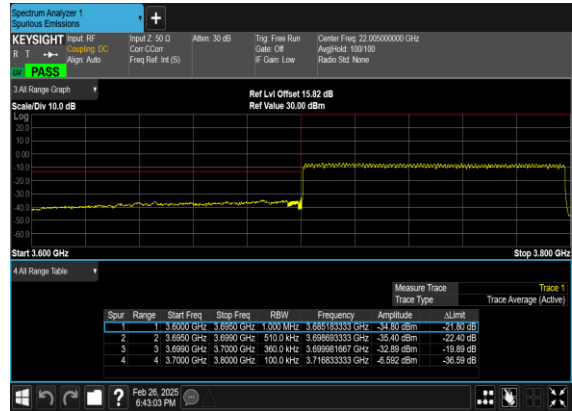 Spectrum Analyzer 1
Spurious Emissions
KEYSIGHT Input: RF Input Z: 50 Ω Atten: 30 dB Trig: Free Run Center Freq: 22.005000000 GHz
R T Coupling: DC Corr CCorr Gate: Off Avg|Hold: 100/100
Align: Auto Freq Ref: Int (S) IF Gain: Low Radio Std: None
LW PASS
3 All Range Graph
Ref Lvl Offset 15.82 dB
Scale/Div 10.0 dB Ref Value 30.00 dBm
Log
20.0
10.0
0.00
-10.0
-20.0
-30.0
-40.0
-50.0
-60.0
Start 3.600 GHz Stop 3.800 GHz
4 All Range Table
Measure Trace Trace 1
Trace Type Trace Average (Active)
Spur Range Start Freq Stop Freq RBW Frequency Amplitude ΔLimit
1 1 3.6000 GHz 3.6950 GHz 1.000 MHz 3.685183333 GHz -34.80 dBm -21.80 dB
2 2 3.6950 GHz 3.6990 GHz 510.0 kHz 3.698693333 GHz -35.40 dBm -22.40 dB
3 3 3.6990 GHz 3.7000 GHz 360.0 kHz 3.699981667 GHz -32.89 dBm -19.89 dB
4 4 3.7000 GHz 3.8000 GHz 100.0 kHz 3.716833333 GHz -6.592 dBm -36.59 dB
? Feb 26, 2025
6:43:03 PM